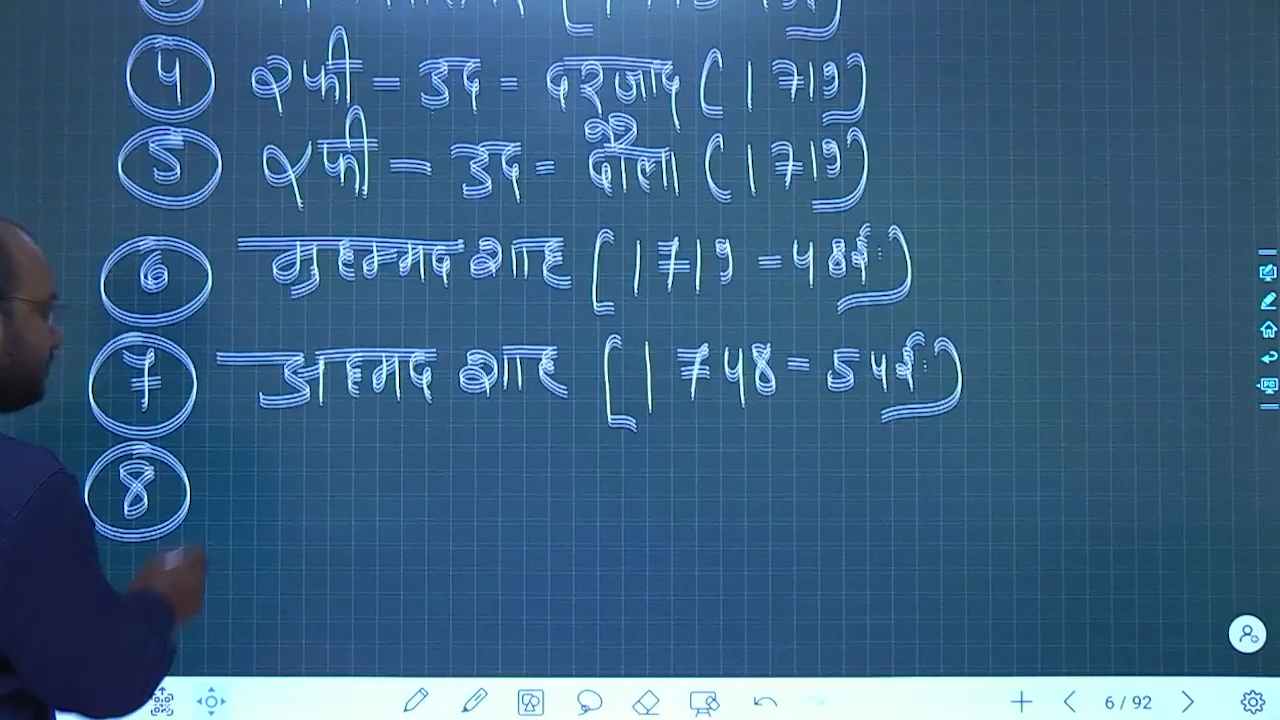 ④ रफी-उद-दरजात (1719)
⑤ रफी-उद-दौला (1719)
⑥ मुहम्मद शाह [1719-48ई:)
⑦ अहमद शाह [1748-54ई:)
⑧
6 / 92